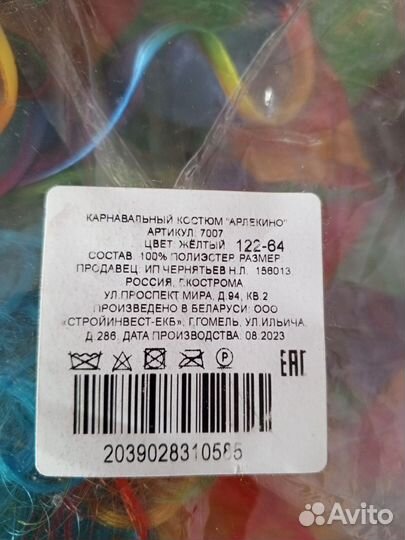 КАРНАВАЛЬНЫЙ КОСТЮМ "АРЛЕКИНО"
АРТИКУЛ: 7007
ЦВЕТ: ЖЁЛТЫЙ 122-64
СОСТАВ: 100% ПОЛИЭСТЕР РАЗМЕР:
ПРОДАВЕЦ: ИП ЧЕРНЯТЬЕВ Н.Л. 156013
РОССИЯ, Г.КОСТРОМА
УЛ.ПРОСПЕКТ МИРА, Д.94, КВ.2
ПРОИЗВЕДЕНО В БЕЛАРУСИ: ООО
«СТРОЙИНВЕСТ-ЕКБ», Г.ГОМЕЛЬ, УЛ.ИЛЬИЧА,
Д.286, ДАТА ПРОИЗВОДСТВА: 08.2023
P
EAC
2039028310585
Avito